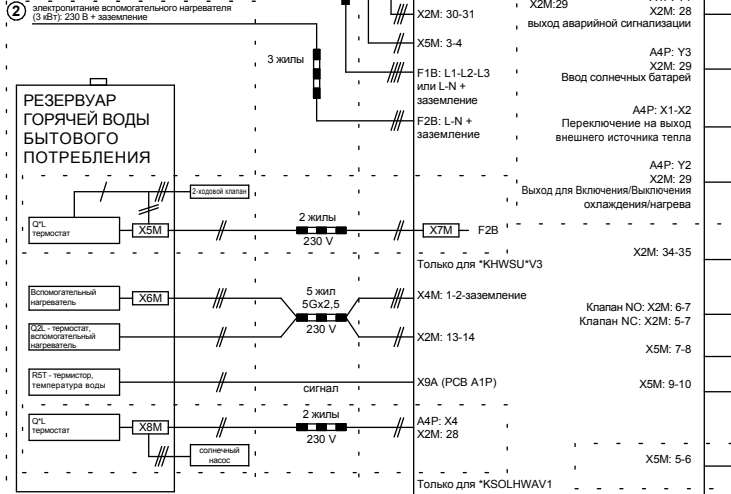 2
электропитание вспомогательного нагревателя
(3 кВт): 230 В + заземление
3 жилы
X2M: 30-31
X5M: 3-4
F1B: L1-L2-L3
или L-N +
заземление
F2B: L-N +
заземление
X2M:29
X2M: 28
выход аварийной сигнализации
A4P: Y3
X2M: 29
Ввод солнечных батарей
A4P: X1-X2
Переключение на выход
внешнего источника тепла
A4P: Y2
X2M: 29
Выход для Включения/Выключения
охлаждения/нагрева
X2M: 34-35
Клапан NO: X2M: 6-7
Клапан NC: X2M: 5-7
X5M: 7-8
X5M: 9-10
X5M: 5-6
РЕЗЕРВУАР
ГОРЯЧЕЙ ВОДЫ
БЫТОВОГО
ПОТРЕБЛЕНИЯ
2-ходовой клапан
Q*L
термостат
X5M
2 жилы
230 V
X7M
F2B
Только для *KHWSU*V3
Вспомогательный
нагреватель
X6M
5 жил
5Gx2,5
230 V
X4M: 1-2-заземление
Q2L - термостат,
вспомогательный
нагреватель
X2M: 13-14
R5T - термистор,
температура воды
сигнал
X9A (PCB A1P)
Q*L
термостат
X8M
2 жилы
230 V
A4P: X4
X2M: 28
солнечный
насос
Только для *KSOLHWAV1